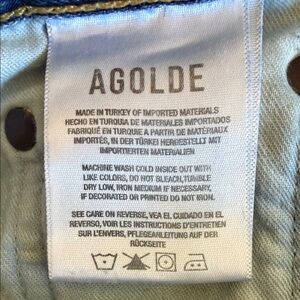 AGOLDE
MADE IN TURKEY OF IMPORTED MATERIALS
HECHO EN TURQUIA DE MATERIALES IMPORTADOS
FABRIQUÉ EN TURQUIE A PARTIR DE MATÉRIAUX
IMPORTÉS, IN DER TÜRKEI HERGESTELLT MIT
IMPORTIERTEN MATERIALIEN
MACHINE WASH COLD INSIDE OUT WITH
LIKE COLORS, DO NOT BLEACH,TUMBLE
DRY LOW, IRON MEDIUM IF NECESSARY,
IF DECORATED OR PRINTED DO NOT IRON.
SEE CARE ON REVERSE, VEA EL CUIDADO EN EL
REVERSO, VOIR LES INSTRUCTIONS D'ENTRETIEN
SUR L'ENVERS, PFLEGEANLEITUNG AUF DER
RÜCKSEITE